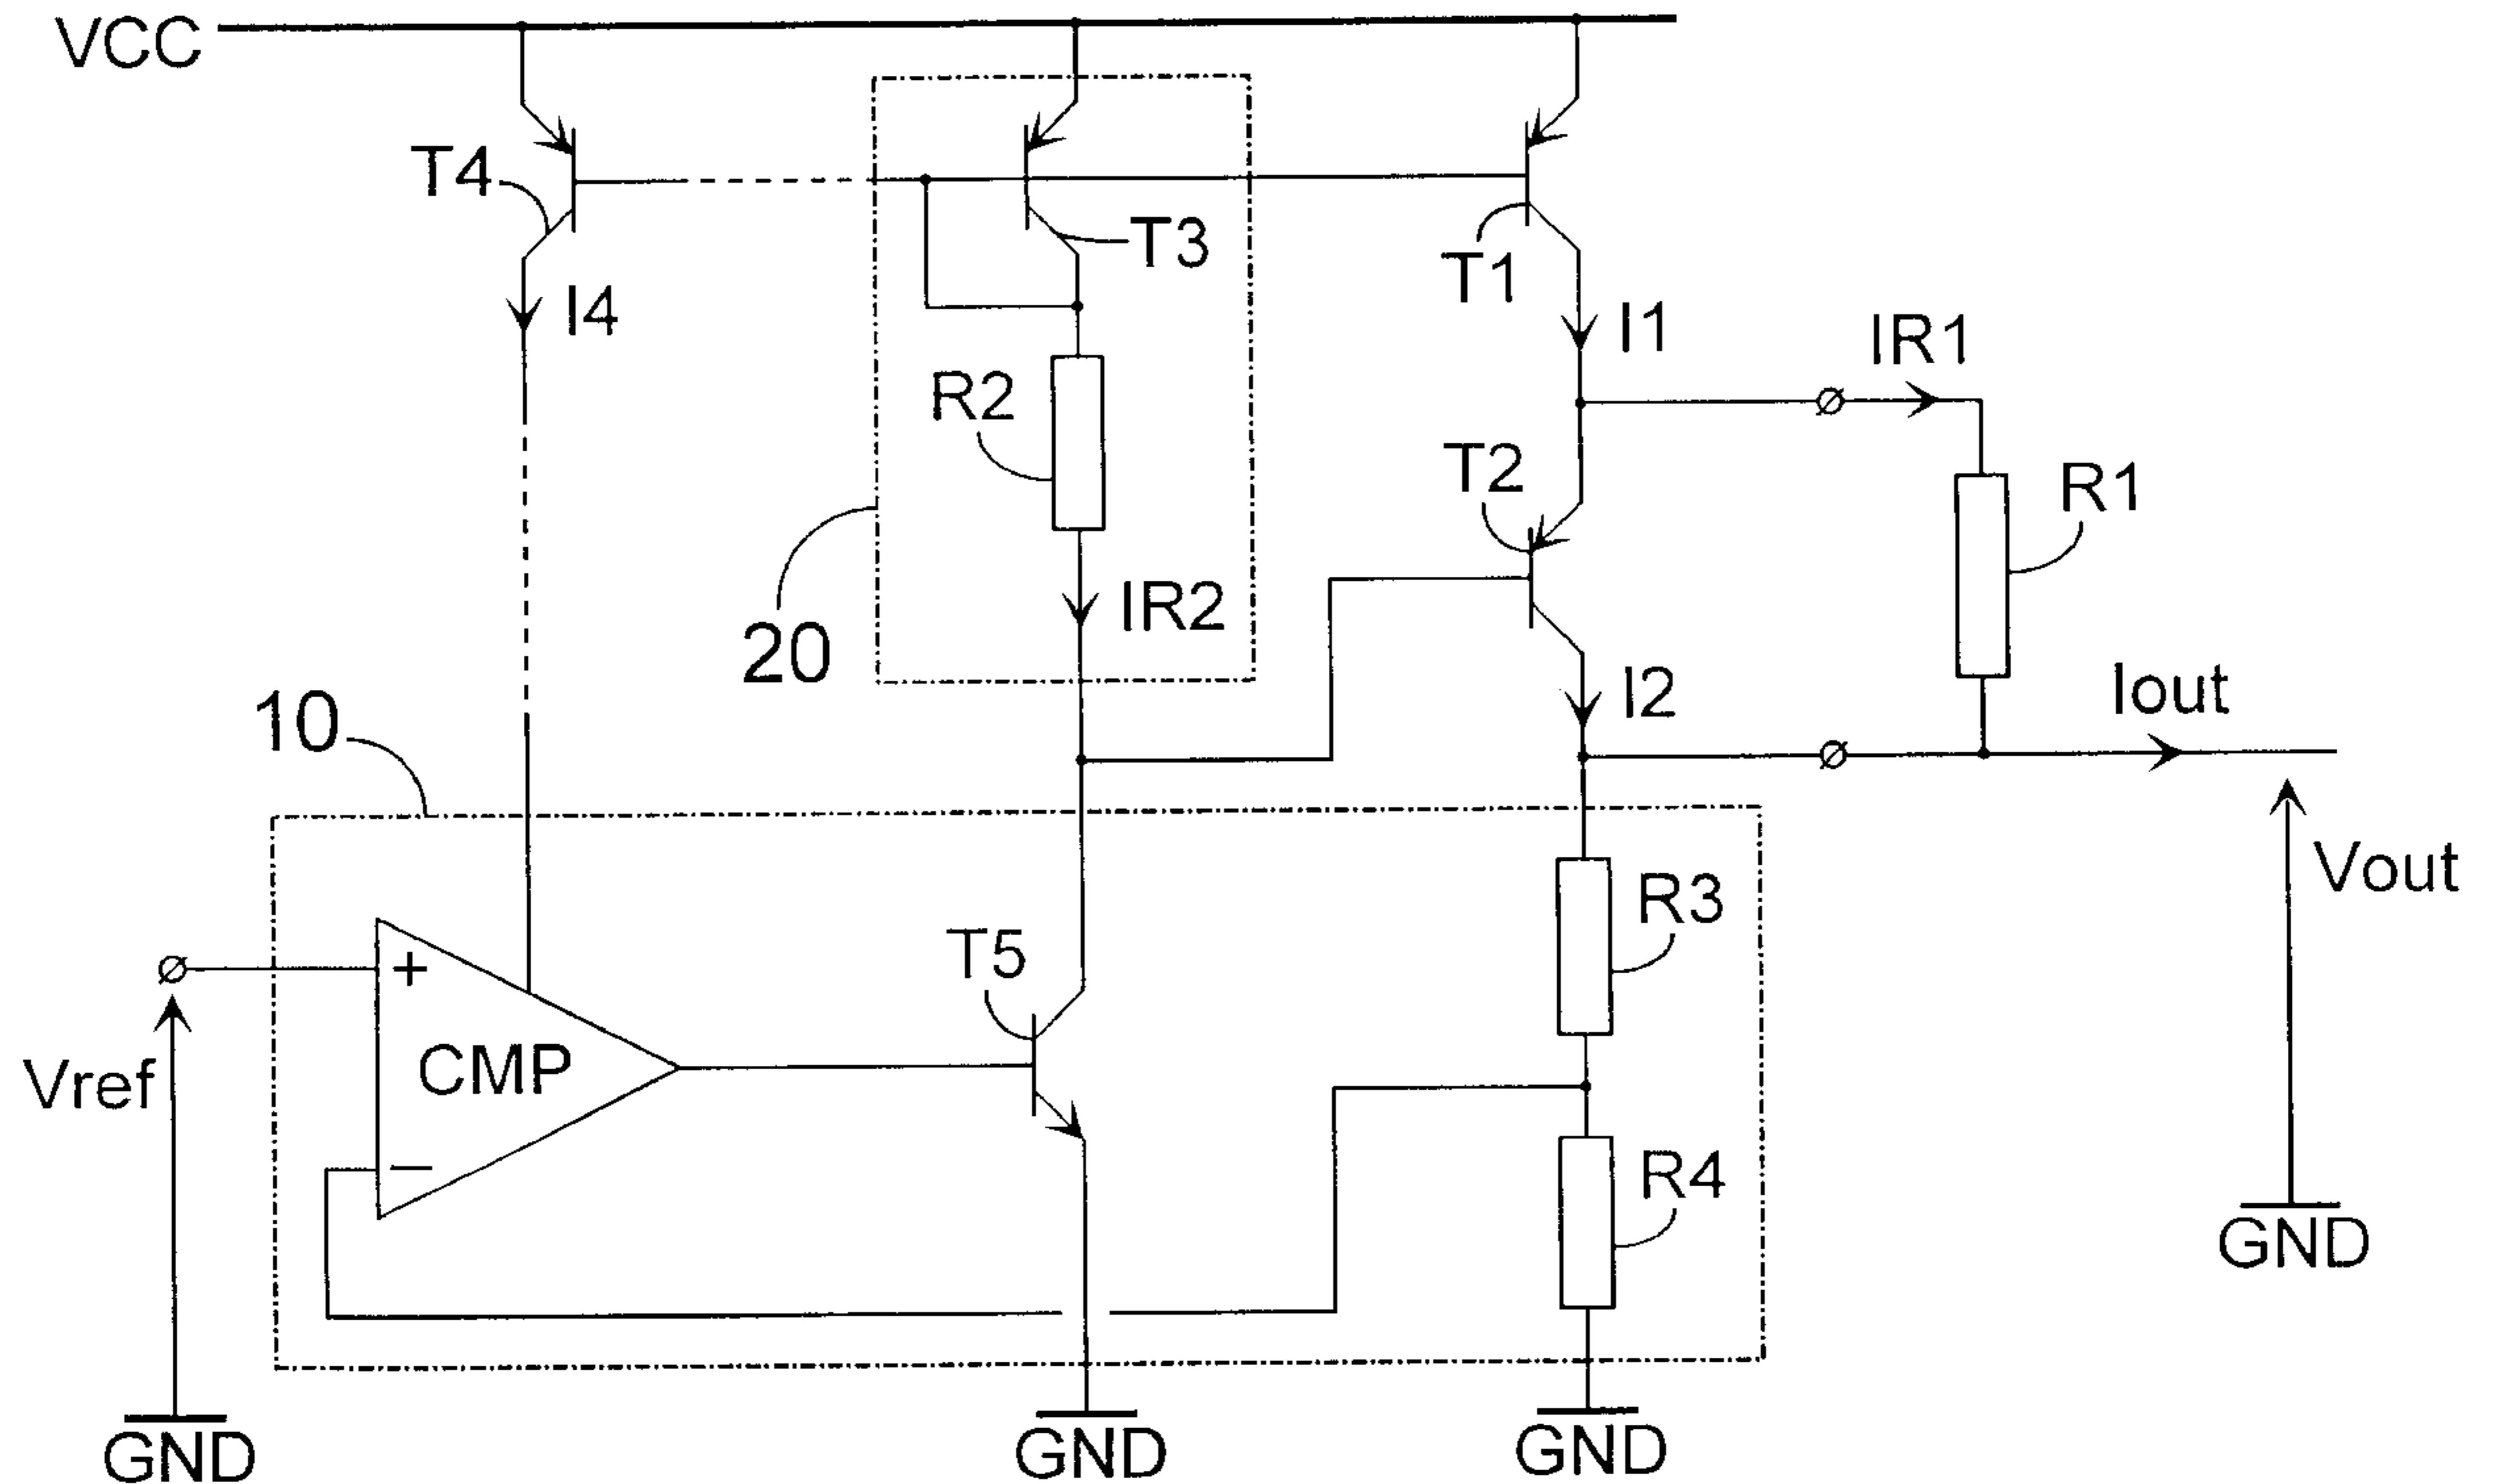 VCC
T4
T3
T1
I4
I1
IR1
R2
T2
R1
IR2
20
I2
Iout
10
Vout
R3
T5
+
CMP
Vref
−
R4
GND
GND
GND
GND